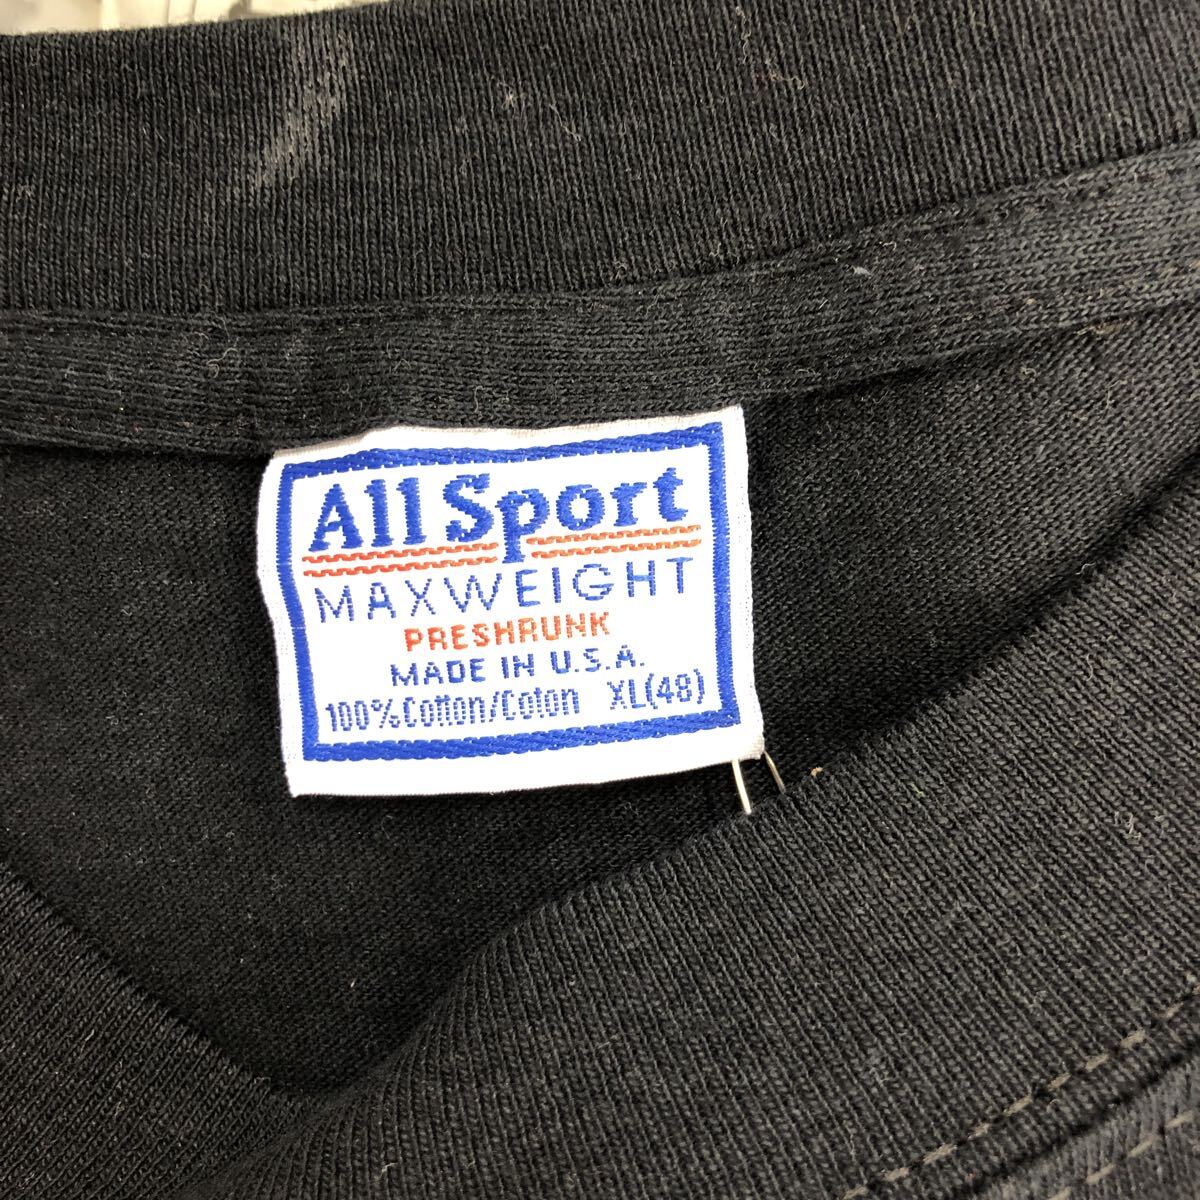 All Sport
MAXWEIGHT
PRESHRUNK
MADE IN U.S.A.
100% Cotton/Coton XL(48)